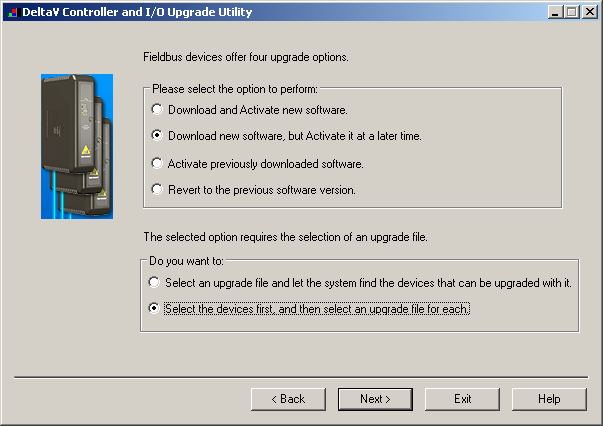 DeltaV Controller and I/O Upgrade Utility
Fieldbus devices offer four upgrade options.
Please select the option to perform:
Download and Activate new software.
Download new software, but Activate it at a later time.
Activate previously downloaded software.
Revert to the previous software version.
The selected option requires the selection of an upgrade file.
Do you want to:
Select an upgrade file and let the system find the devices that can be upgraded with it.
Select the devices first, and then select an upgrade file for each.
< Back
Next >
Exit
Help